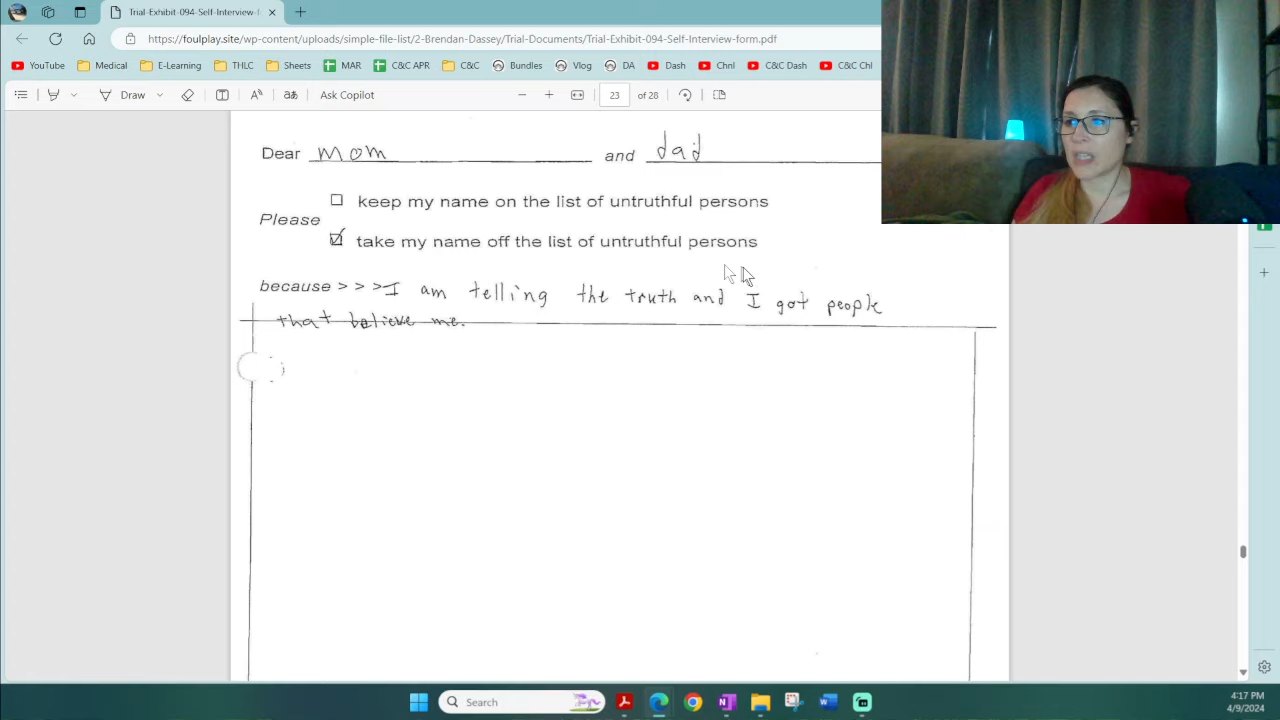 Trial-Exhibit-094-Self-Interview-f
https://foulplay.site/wp-content/uploads/simple-file-list/2-Brendan-Dassey/Trial-Documents/Trial-Exhibit-094-Self-Interview-form.pdf
YouTube Medical E-Learning THLC Sheets MAR C&C APR C&C Bundles Vlog DA Dash Chnl C&C Dash C&C Chl
Draw Ask Copilot 23 of 28
Dear mom and dad
keep my name on the list of untruthful persons
Please
take my name off the list of untruthful persons
because > > > I am telling the truth and I got people
that believe me.
Search
4:17 PM
4/9/2024